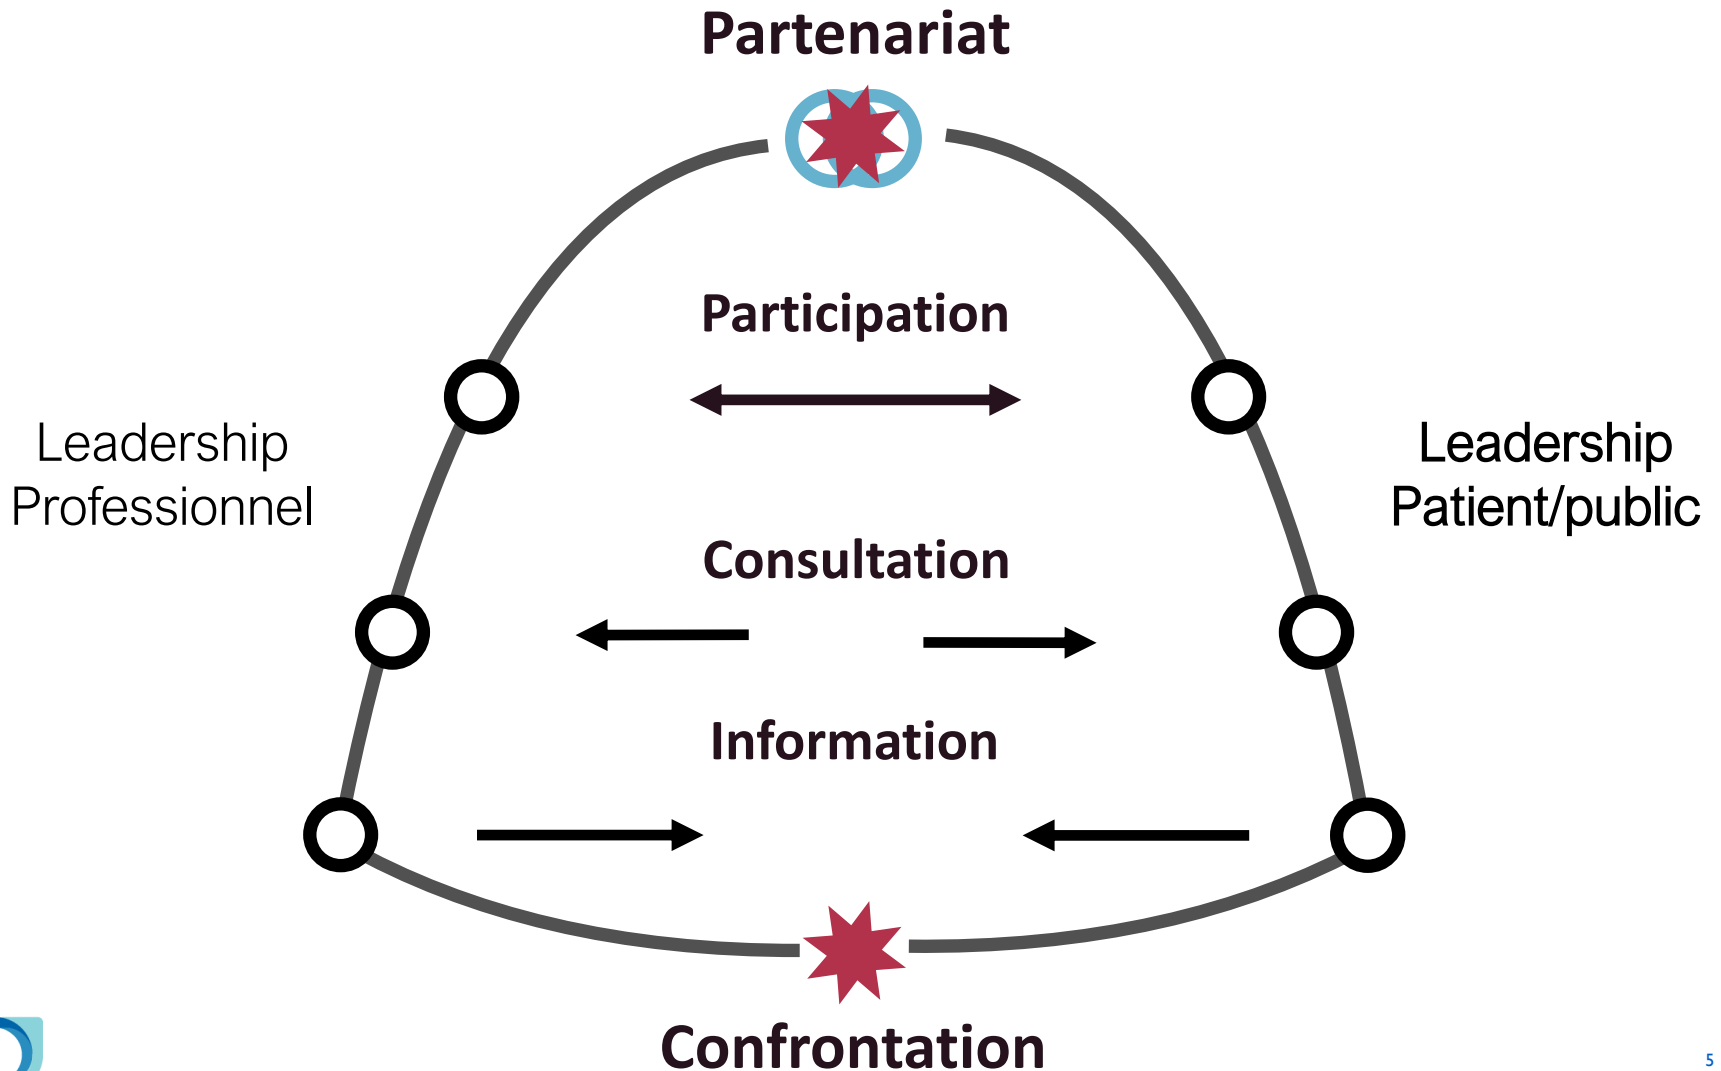 Partenariat
Participation
Leadership
Professionnel
Leadership
Patient/public
Consultation
Information
Confrontation
5